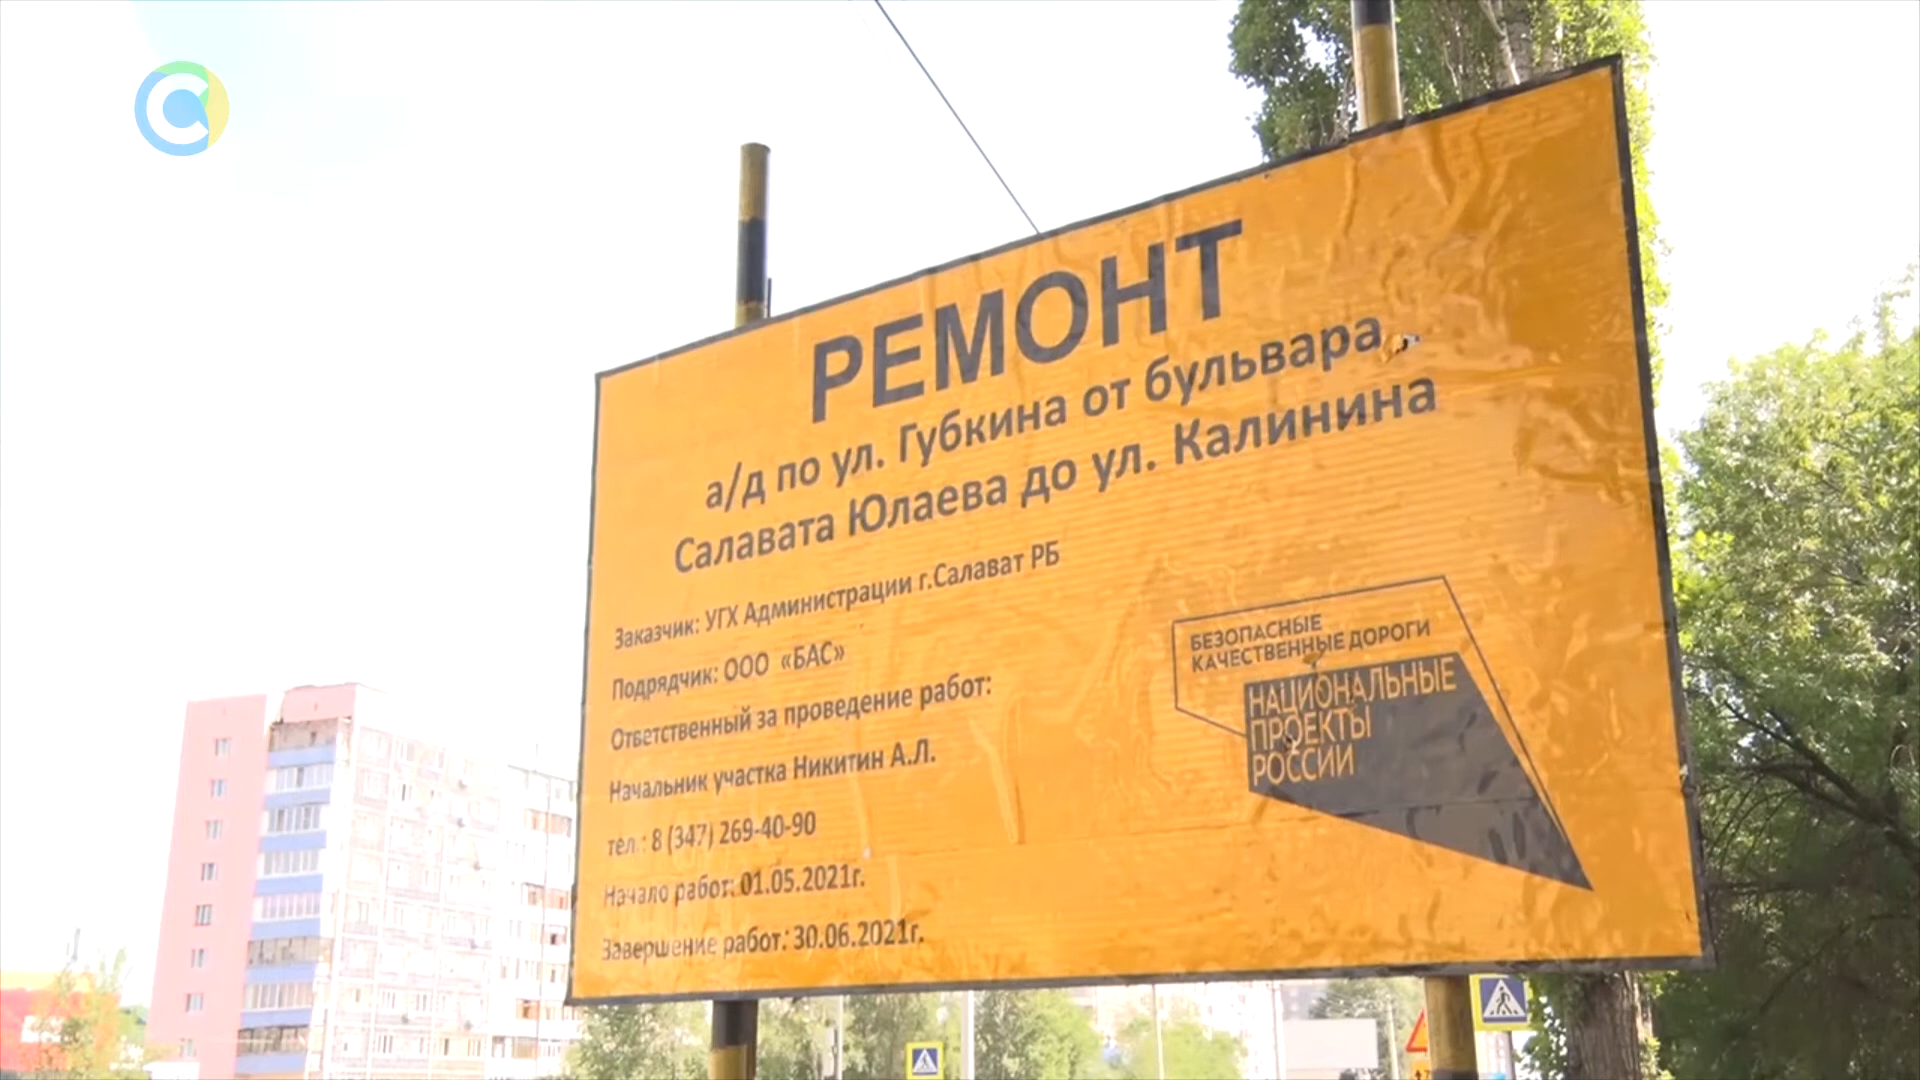 РЕМОНТ
а/д по ул. Губкина от бульвара
Салавата Юлаева до ул. Калинина
Заказчик: УГХ Администрации г.Салават РБ
Подрядчик: ООО «БАС»
Ответственный за проведение работ:
Начальник участка Никитин А.Л.
тел.: 8 (347) 269-40-90
Начало работ: 01.05.2021г.
Завершение работ: 30.06.2021г.
БЕЗОПАСНЫЕ
КАЧЕСТВЕННЫЕ ДОРОГИ
НАЦИОНАЛЬНЫЕ
ПРОЕКТЫ
РОССИИ